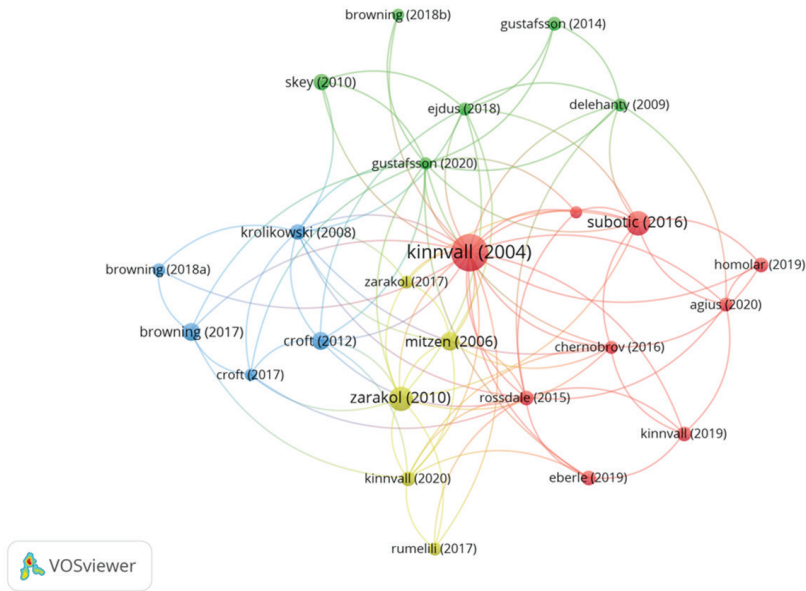 browning (2018b)
gustafsson (2014)
skey (2010)
ejdus (2018)
delehanty (2009)
gustafsson (2020)
subotic (2016)
krolikowski (2008)
kinnvall (2004)
homolar (2019)
browning (2018a)
zarakol (2017)
agius (2020)
browning (2017)
croft (2012)
mitzen (2006)
chernobrov (2016)
croft (2017)
zarakol (2010)
rossdale (2015)
kinnvall (2019)
kinnvall (2020)
eberle (2019)
rumelili (2017)
VOSviewer